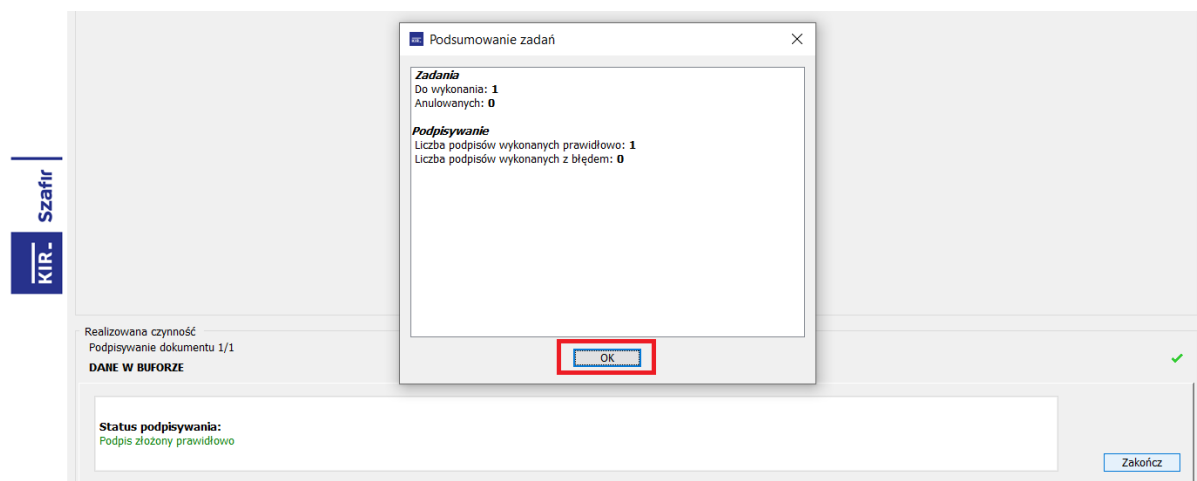 KIR. Podsumowanie zadań
Zadania
Do wykonania: 1
Anulowanych: 0
Podpisywanie
Liczba podpisów wykonanych prawidłowo: 1
Liczba podpisów wykonanych z błędem: 0
OK
KIR. Szafir
Realizowana czynność
Podpisywanie dokumentu 1/1
DANE W BUFORZE
Status podpisywania:
Podpis złożony prawidłowo
Zakończ